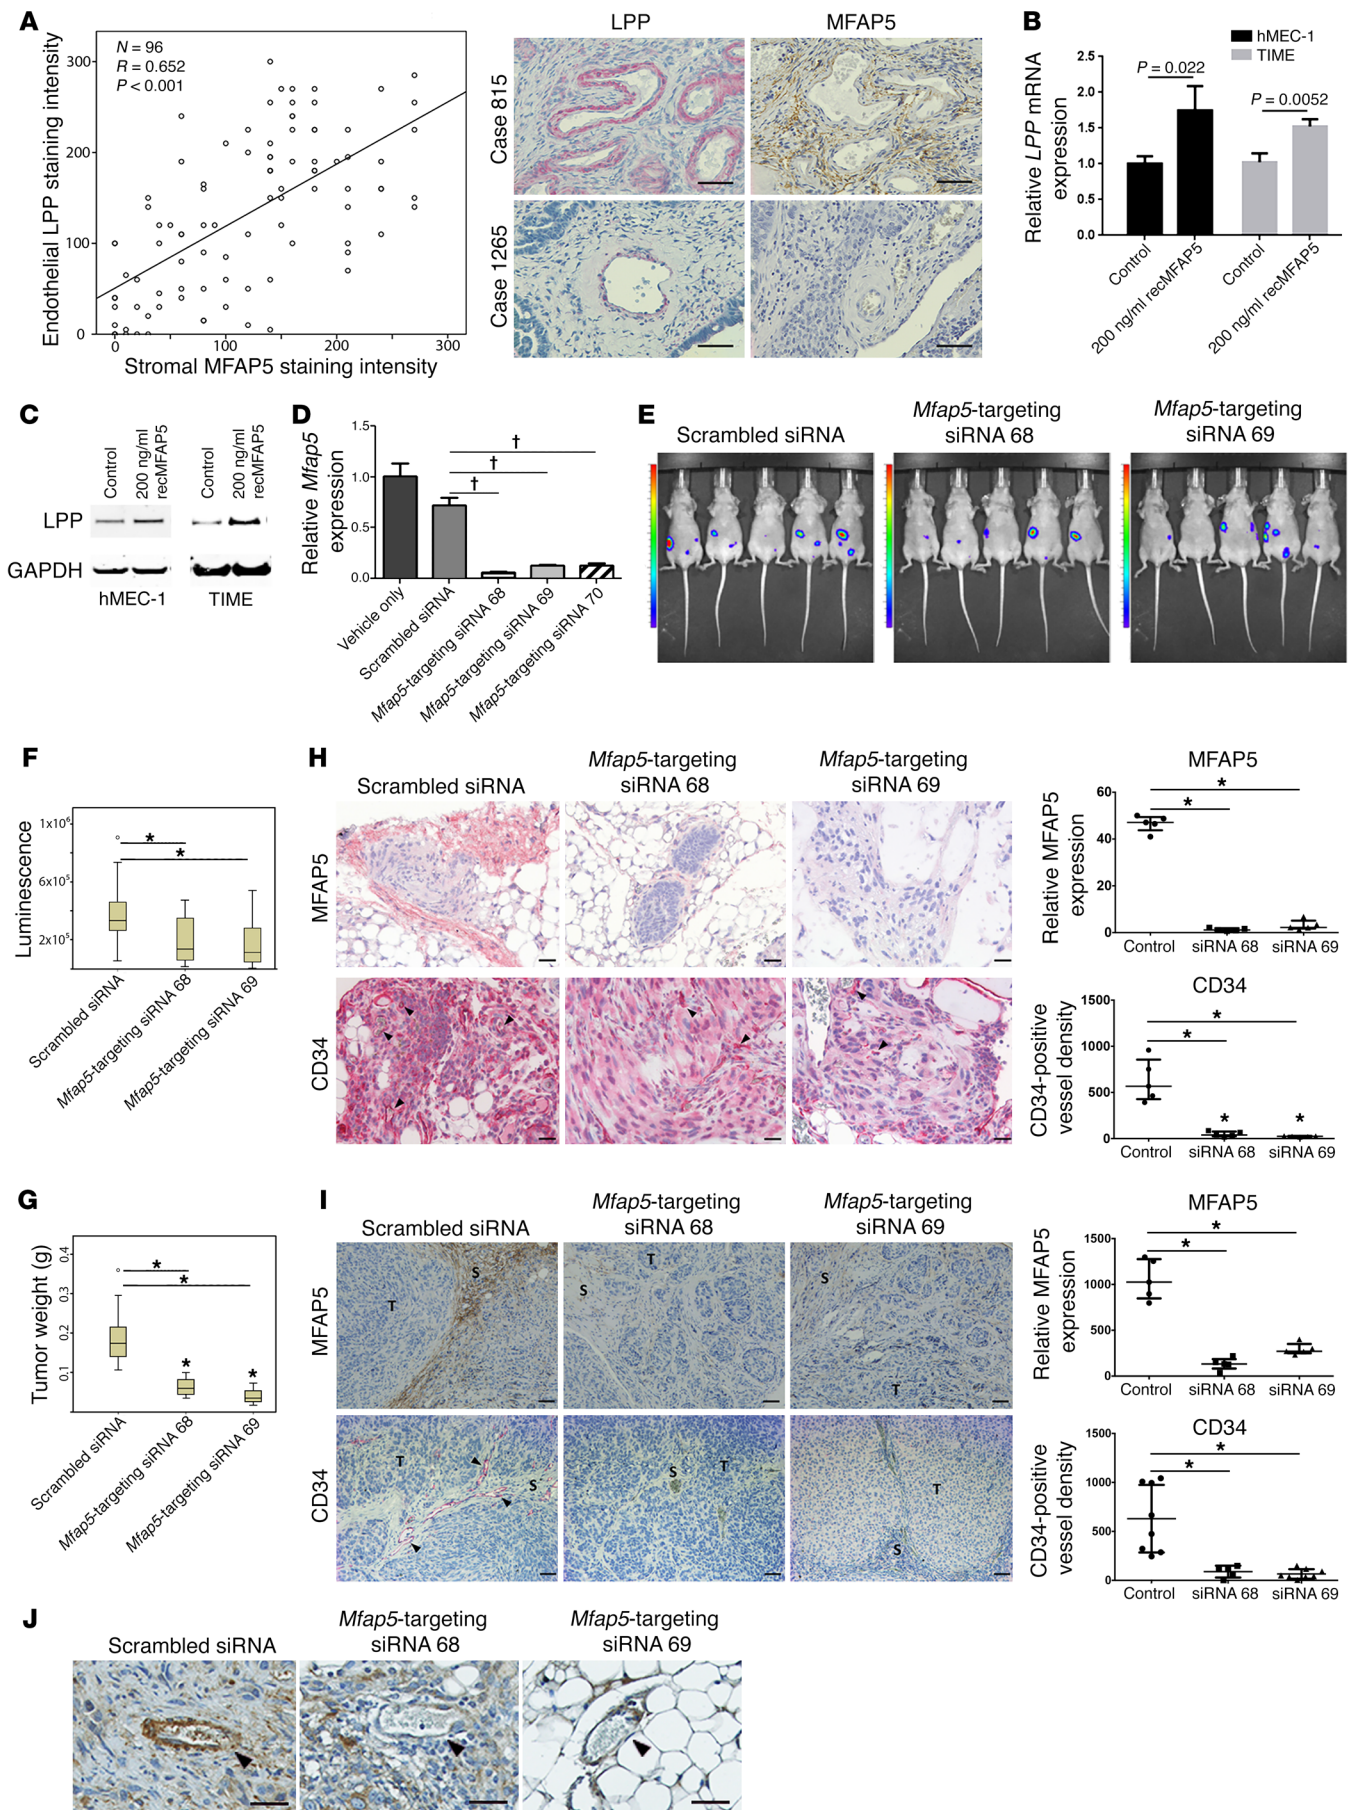 A
Endothelial LPP staining intensity
300
200
100
0
N = 96
R = 0.652
P < 0.001
0
100
200
300
Stromal MFAP5 staining intensity
LPP
MFAP5
Case 815
Case 1265
B
hMEC-1
TIME
Relative LPP mRNA
expression
2.5
2.0
1.5
1.0
0.5
0.0
P = 0.022
P = 0.0052
Control
200 ng/ml recMFAP5
Control
200 ng/ml recMFAP5
C
Control
200 ng/ml
recMFAP5
Control
200 ng/ml
recMFAP5
LPP
GAPDH
hMEC-1
TIME
D
Relative Mfap5
expression
1.5
1.0
0.5
0.0
†
†
†
Vehicle only
Scrambled siRNA
Mfap5-targeting siRNA 68
Mfap5-targeting siRNA 69
Mfap5-targeting siRNA 70
E
Scrambled siRNA
Mfap5-targeting
siRNA 68
Mfap5-targeting
siRNA 69
F
Luminescence
1x10⁶
6x10⁵
2x10⁵
*
*
Scrambled siRNA
Mfap5-targeting siRNA 68
Mfap5-targeting siRNA 69
H
Scrambled siRNA
Mfap5-targeting
siRNA 68
Mfap5-targeting
siRNA 69
MFAP5
CD34
MFAP5
Relative MFAP5
expression
60
40
20
0
*
*
Control
siRNA 68
siRNA 69
CD34
CD34-positive
vessel density
1500
1000
500
0
*
*
*
*
Control
siRNA 68
siRNA 69
G
Tumor weight (g)
0.4
0.3
0.2
0.1
*
*
*
*
Scrambled siRNA
Mfap5-targeting siRNA 68
Mfap5-targeting siRNA 69
I
Scrambled siRNA
Mfap5-targeting
siRNA 68
Mfap5-targeting
siRNA 69
MFAP5
T
S
S
T
S
T
CD34
T
S
S
T
T
S
MFAP5
Relative MFAP5
expression
1500
1000
500
0
*
*
Control
siRNA 68
siRNA 69
CD34
CD34-positive
vessel density
1500
1000
500
0
*
*
Control
siRNA 68
siRNA 69
J
Scrambled siRNA
Mfap5-targeting
siRNA 68
Mfap5-targeting
siRNA 69